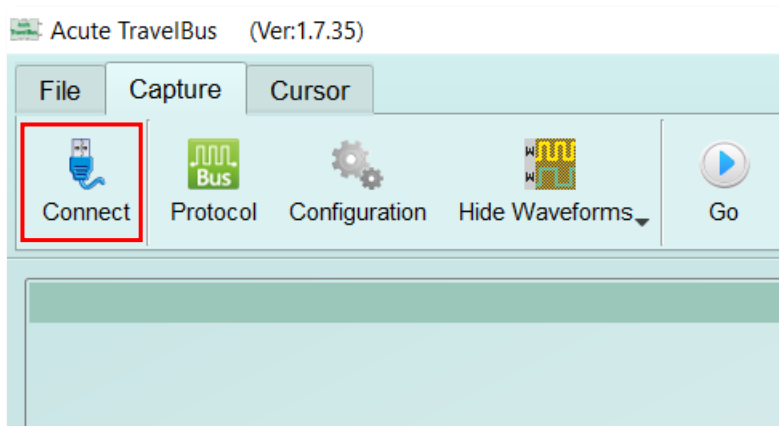 Acute TravelBus (Ver:1.7.35)
File Capture Cursor
Bus
W
W
Connect Protocol Configuration Hide Waveforms Go